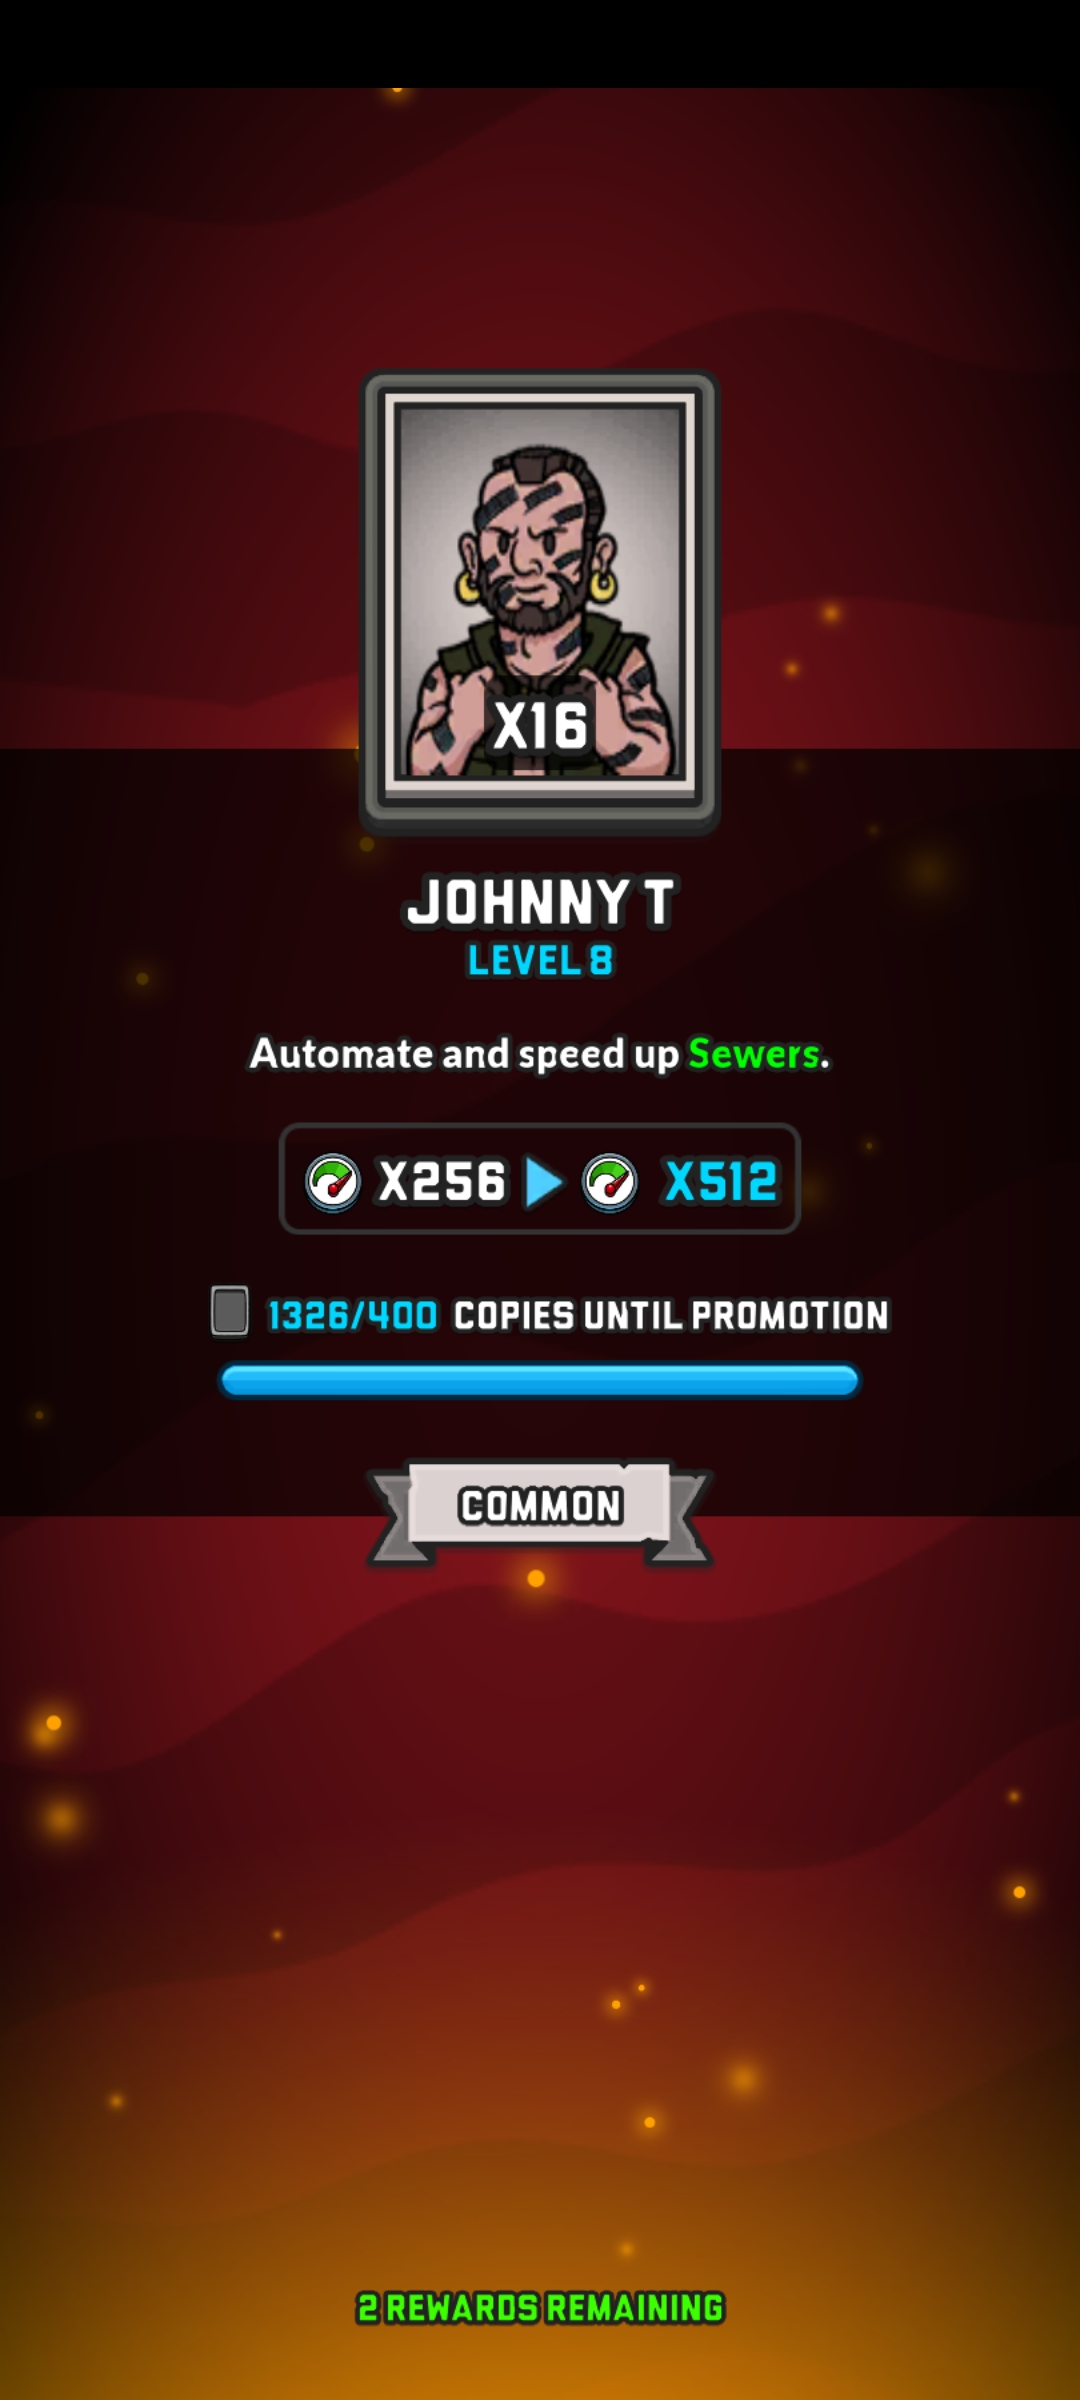 X16
JOHNNY T
LEVEL 8
Automate and speed up Sewers.
X256 X512
1326/400 COPIES UNTIL PROMOTION
COMMON
2 REWARDS REMAINING